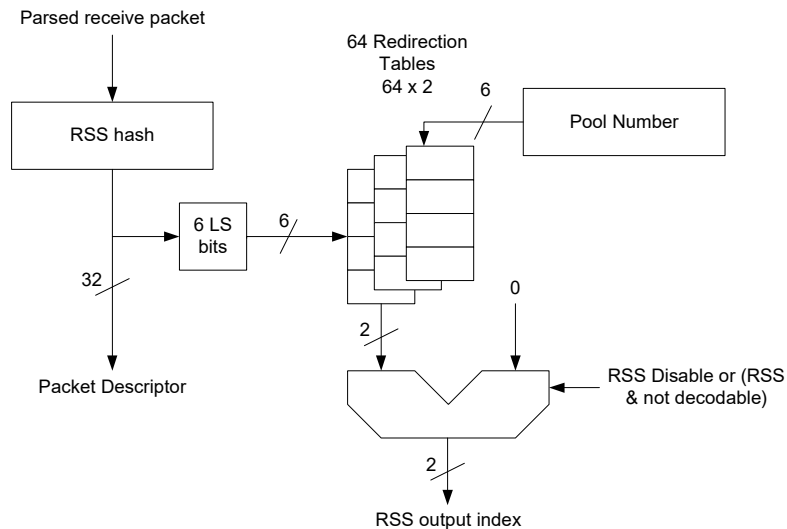 Parsed receive packet
64 Redirection
Tables
64 x 2
6
RSS hash
Pool Number
6 LS
bits
6
32
0
2
Packet Descriptor
RSS Disable or (RSS
& not decodable)
2
RSS output index